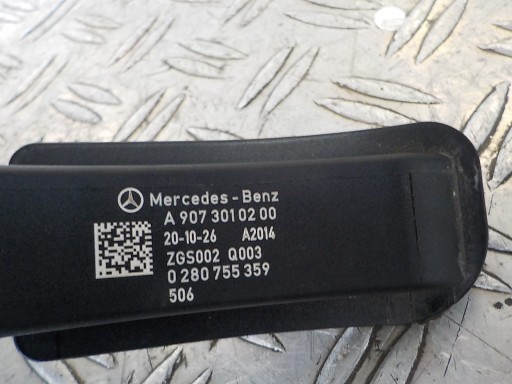 Mercedes-Benz
A 907 301 02 00
20-10-26 A2014
ZGS002 Q003
0 280 755 359
506